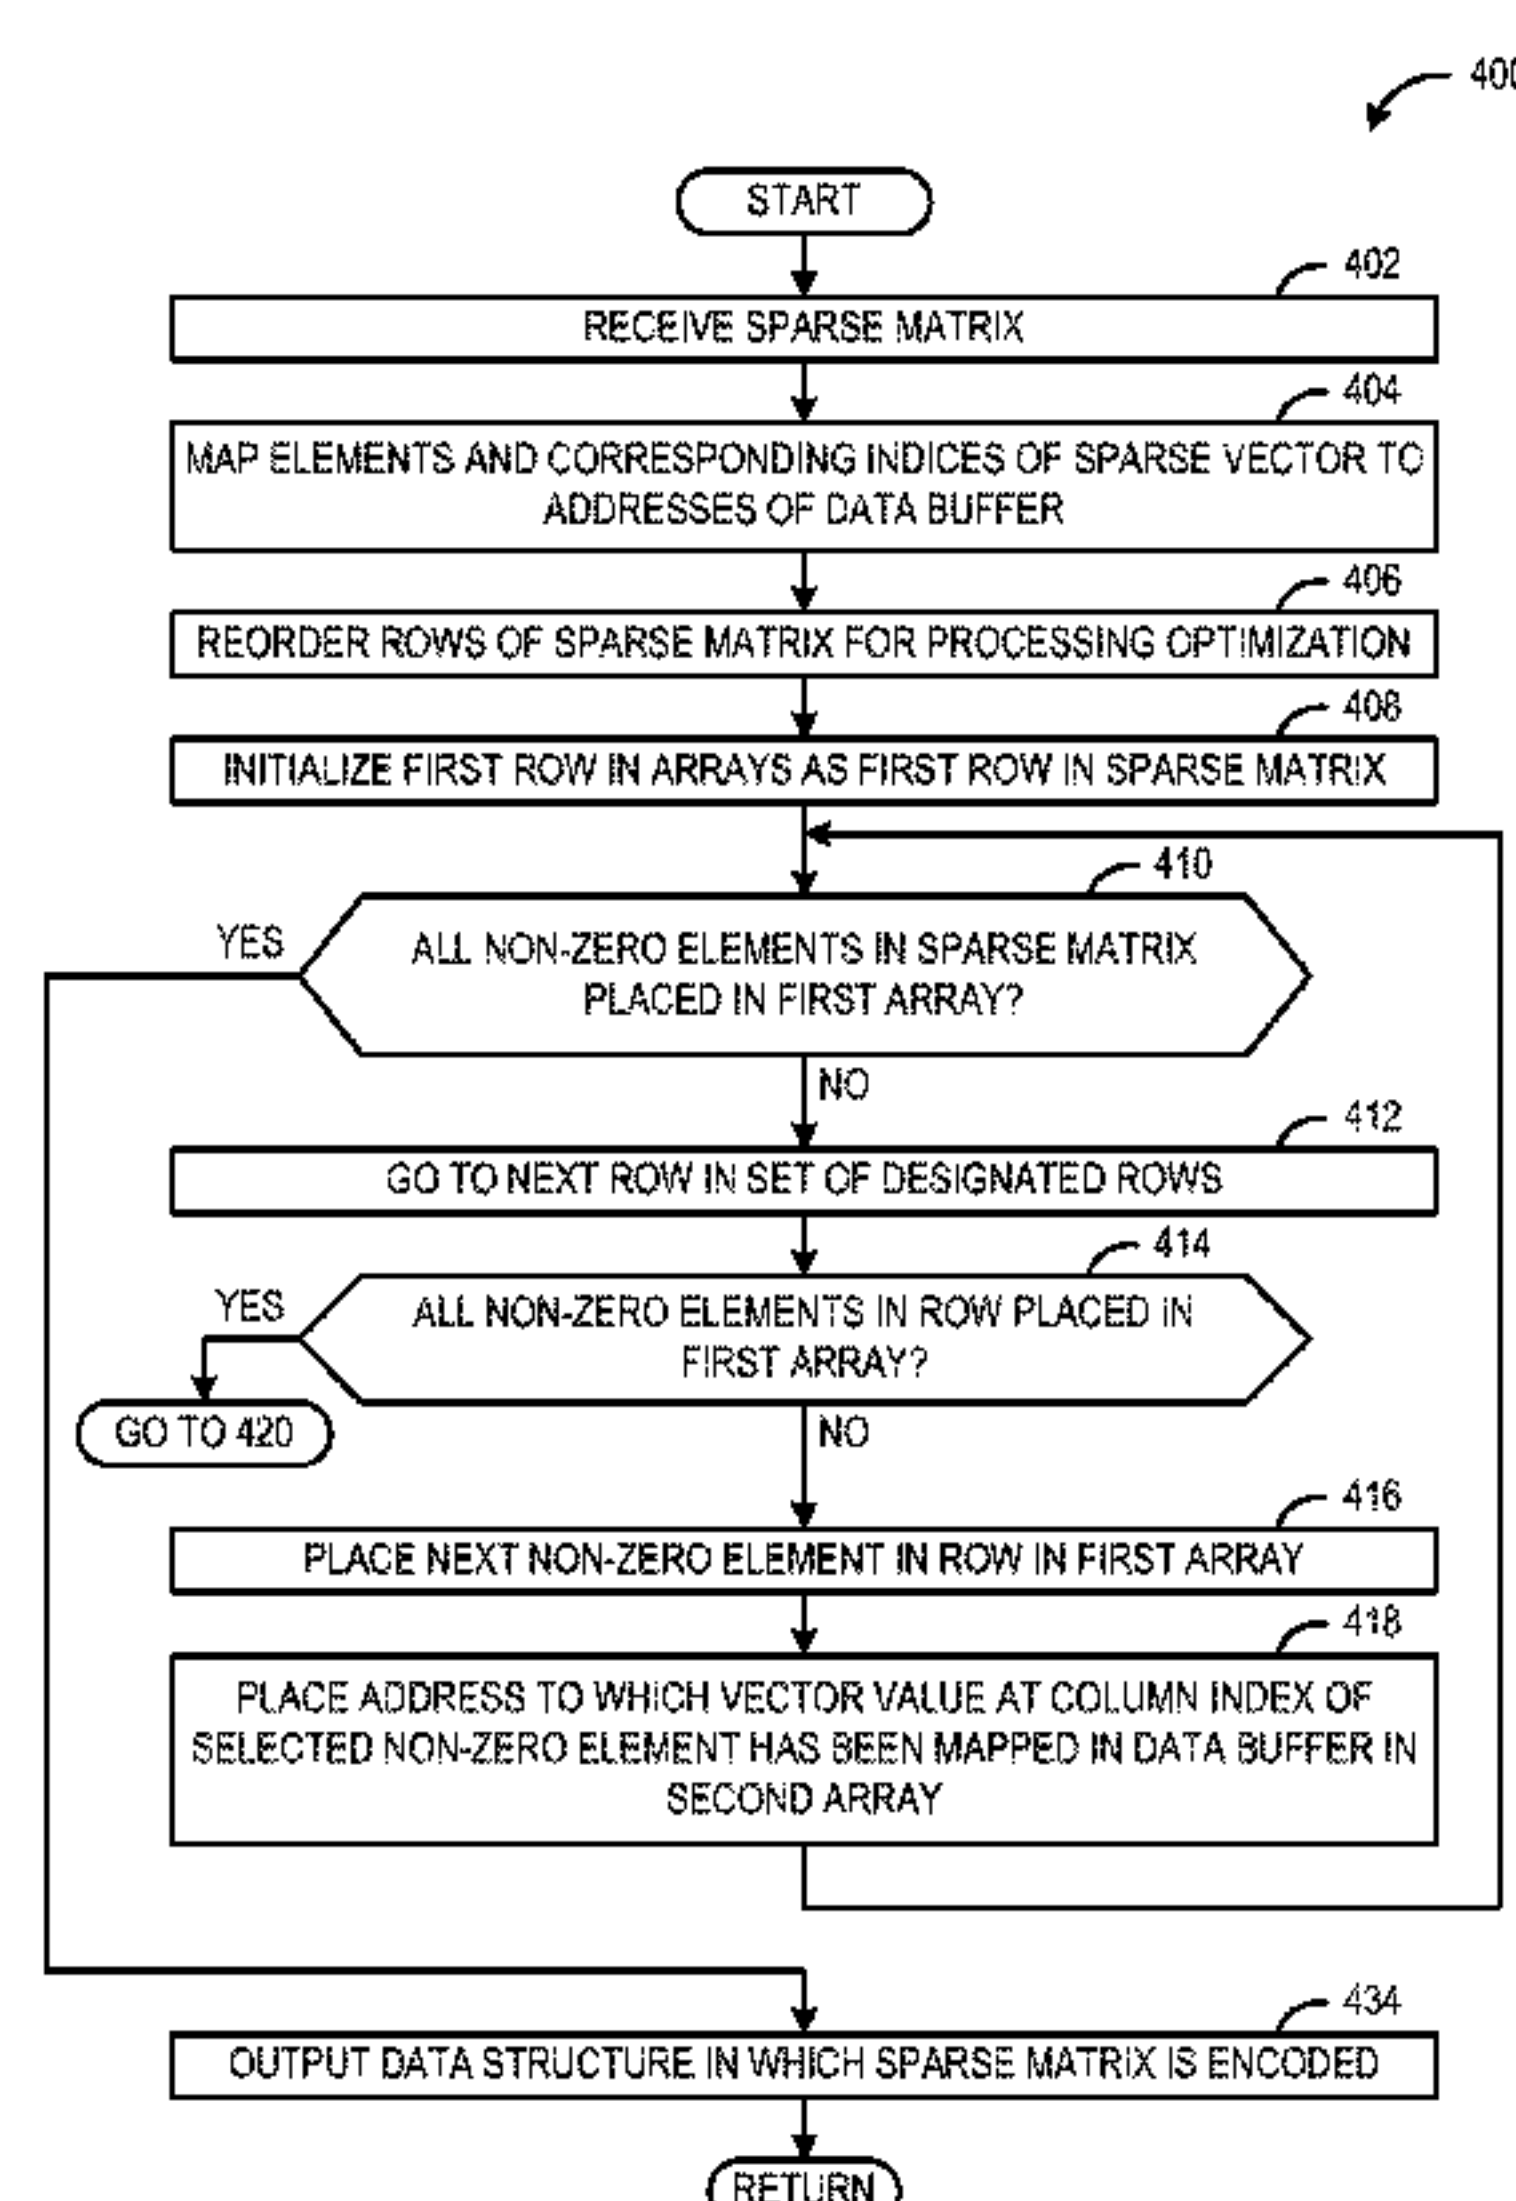 400
START
402
RECEIVE SPARSE MATRIX
404
MAP ELEMENTS AND CORRESPONDING INDICES OF SPARSE VECTOR TO
ADDRESSES OF DATA BUFFER
406
REORDER ROWS OF SPARSE MATRIX FOR PROCESSING OPTIMIZATION
408
INITIALIZE FIRST ROW IN ARRAYS AS FIRST ROW IN SPARSE MATRIX
410
YES
ALL NON-ZERO ELEMENTS IN SPARSE MATRIX
PLACED IN FIRST ARRAY?
NO
412
GO TO NEXT ROW IN SET OF DESIGNATED ROWS
414
YES
ALL NON-ZERO ELEMENTS IN ROW PLACED IN
FIRST ARRAY?
GO TO 420
NO
416
PLACE NEXT NON-ZERO ELEMENT IN ROW IN FIRST ARRAY
418
PLACE ADDRESS TO WHICH VECTOR VALUE AT COLUMN INDEX OF
SELECTED NON-ZERO ELEMENT HAS BEEN MAPPED IN DATA BUFFER IN
SECOND ARRAY
434
OUTPUT DATA STRUCTURE IN WHICH SPARSE MATRIX IS ENCODED
RETURN